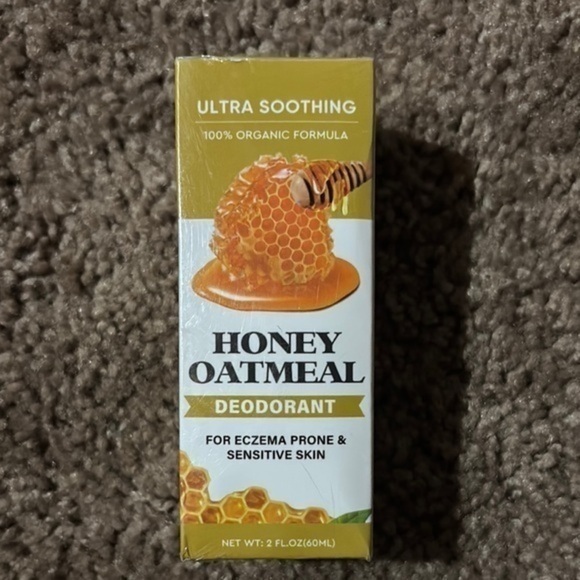 ULTRA SOOTHING
100% ORGANIC FORMULA
HONEY
OATMEAL
DEODORANT
FOR ECZEMA PRONE &
SENSITIVE SKIN
NET WT: 2 FL.OZ(60ML)